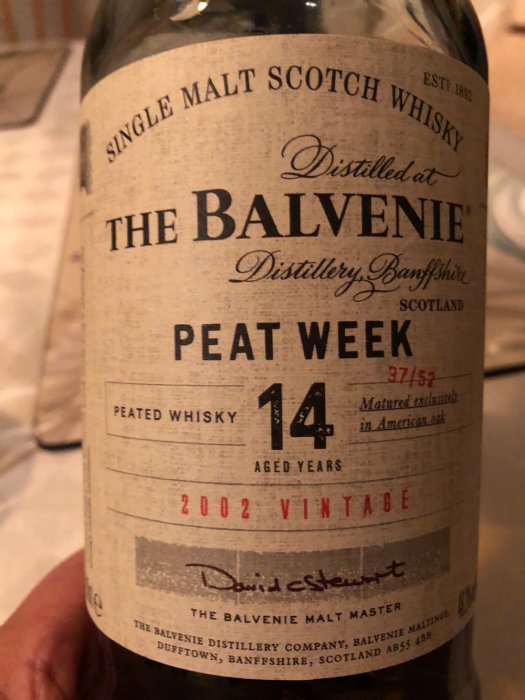 ESTD 1892
SINGLE MALT SCOTCH WHISKY
Distilled at
THE BALVENIE®
Distillery, Banffshire
SCOTLAND
PEAT WEEK
37/52
PEATED WHISKY
14
Matured exclusively
in American oak
AGED YEARS
2002 VINTAGE
David C Stewart
THE BALVENIE MALT MASTER
THE BALVENIE DISTILLERY COMPANY, BALVENIE MALTINGS,
DUFFTOWN, BANFFSHIRE, SCOTLAND AB55 4BB